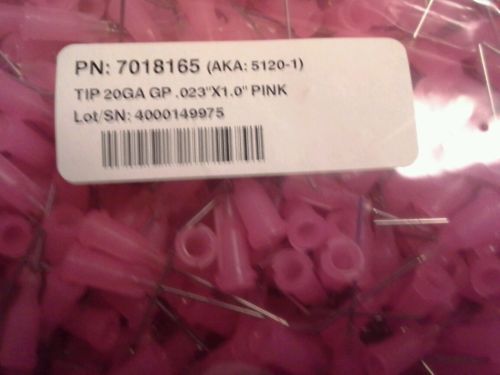 PN: 7018165 (AKA: 5120-1)
TIP 20GA GP .023"X1.0" PINK
Lot/SN: 4000149975